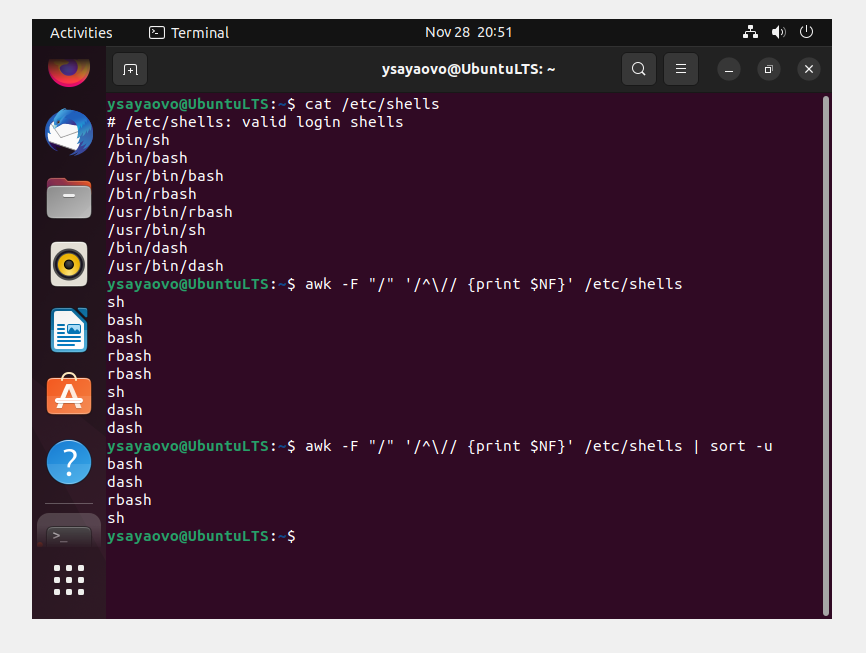 Activities Terminal Nov 28 20:51
ysayaovo@UbuntuLTS: ~
ysayaovo@UbuntuLTS:~$ cat /etc/shells
# /etc/shells: valid login shells
/bin/sh
/bin/bash
/usr/bin/bash
/bin/rbash
/usr/bin/rbash
/usr/bin/sh
/bin/dash
/usr/bin/dash
ysayaovo@UbuntuLTS:~$ awk -F "/" '/^\// {print $NF}' /etc/shells
sh
bash
bash
rbash
rbash
sh
dash
dash
ysayaovo@UbuntuLTS:~$ awk -F "/" '/^\// {print $NF}' /etc/shells | sort -u
bash
dash
rbash
sh
ysayaovo@UbuntuLTS:~$